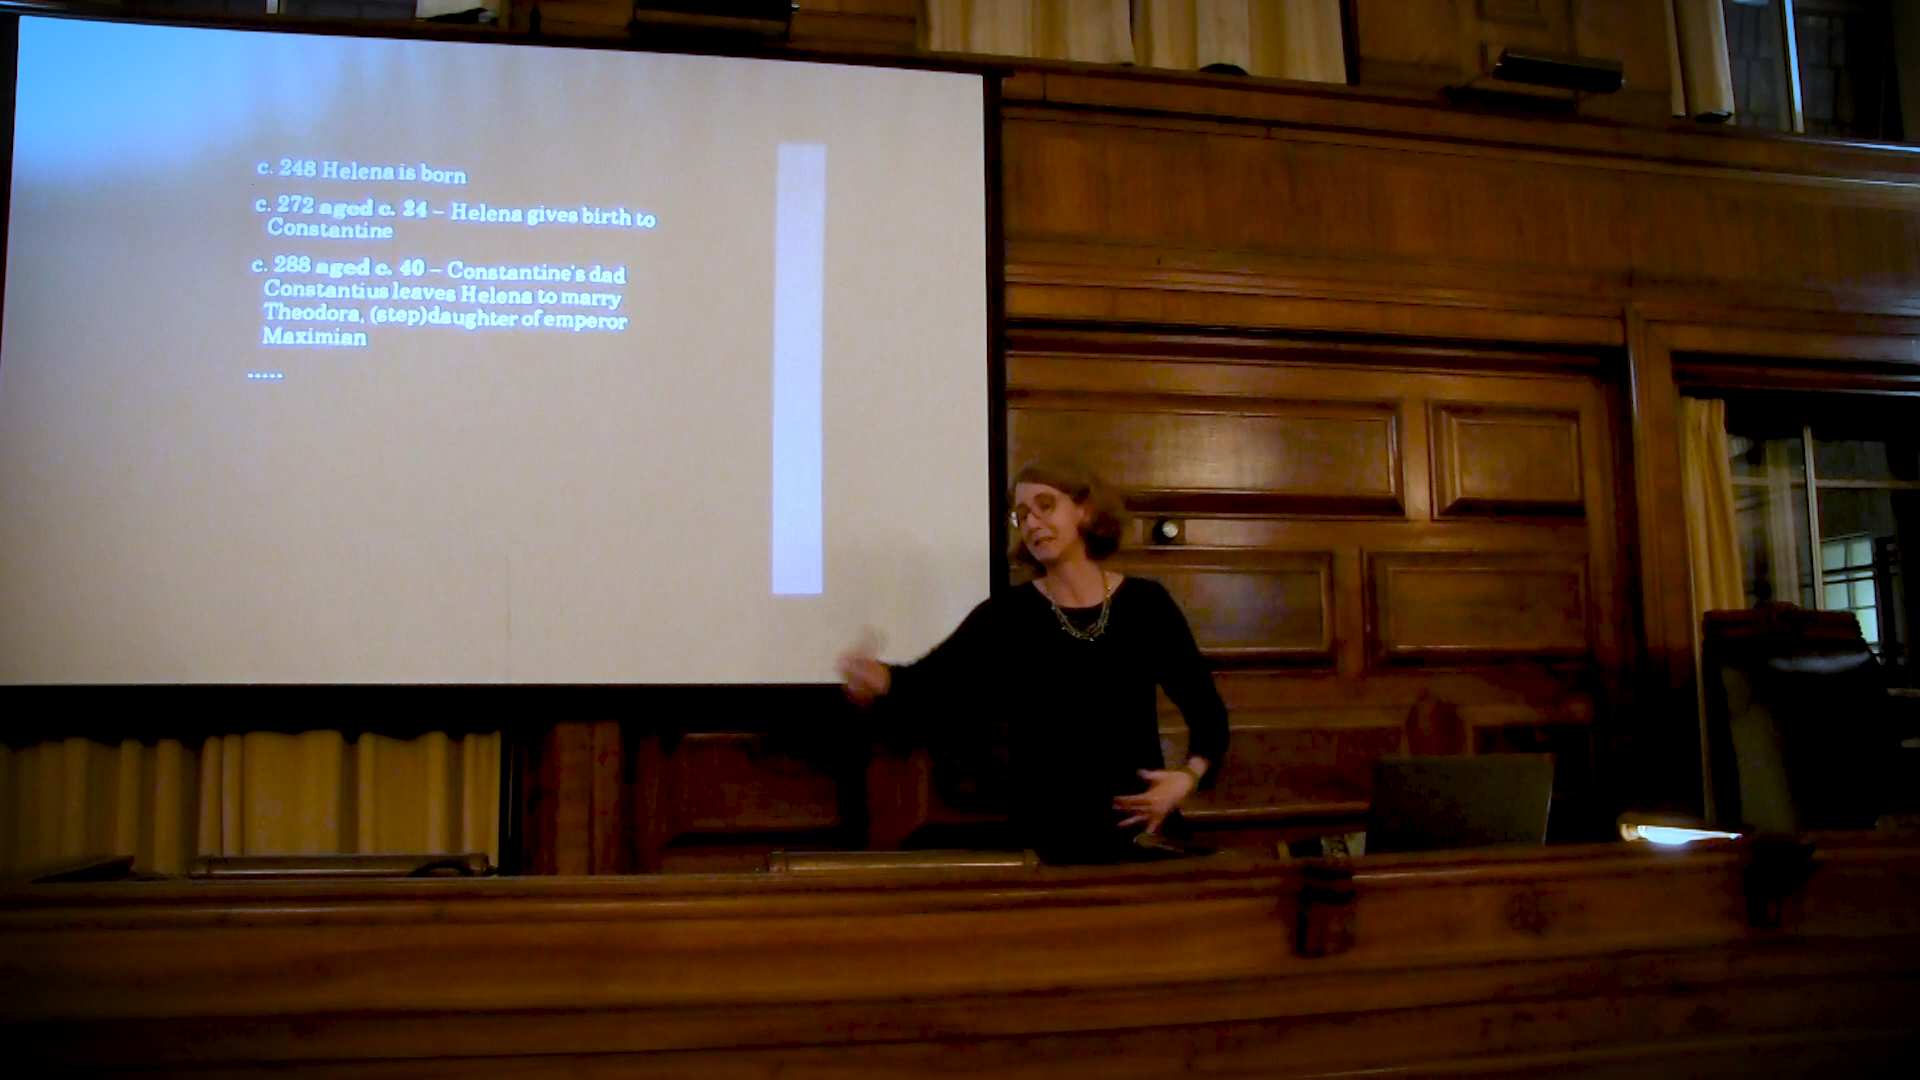 c. 248 Helena is born
c. 272 aged c. 24 – Helena gives birth to
Constantine
c. 288 aged c. 40 – Constantine's dad
Constantius leaves Helena to marry
Theodora, (step)daughter of emperor
Maximian
.....